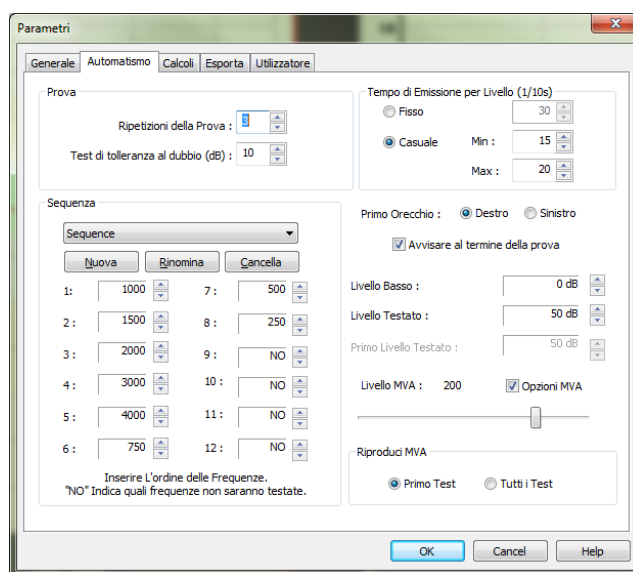 Parametri
Generale Automatismo Calcoli Esporta Utilizzatore
Prova
Ripetizioni della Prova : 3
Test di tolleranza al dubbio (dB) : 10
Tempo di Emissione per Livello (1/10s)
Fisso 30
Casuale Min : 15
Max : 20
Sequenza
Sequence
Nuova Rinomina Cancella
1: 1000 7 : 500
2 : 1500 8 : 250
3 : 2000 9 : NO
4 : 3000 10 : NO
5 : 4000 11 : NO
6 : 750 12 : NO
Inserire L'ordine delle Frequenze.
"NO" Indica quali frequenze non saranno testate.
Primo Orecchio : Destro Sinistro
Avvisare al termine della prova
Livello Basso : 0 dB
Livello Testato : 50 dB
Primo Livello Testato : 50 dB
Livello MVA : 200 Opzioni MVA
Riproduci MVA
Primo Test Tutti i Test
OK Cancel Help